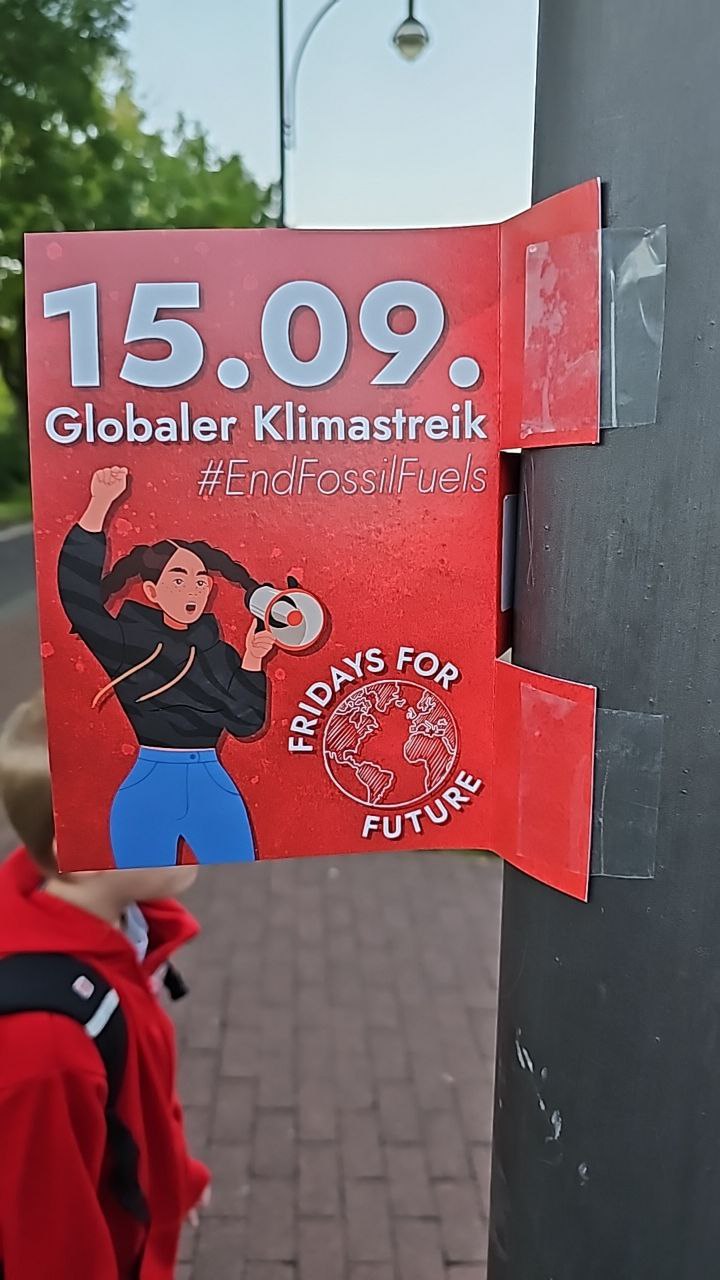 15.09.
Globaler Klimastreik
#EndFossilFuels
FRIDAYS FOR
FUTURE